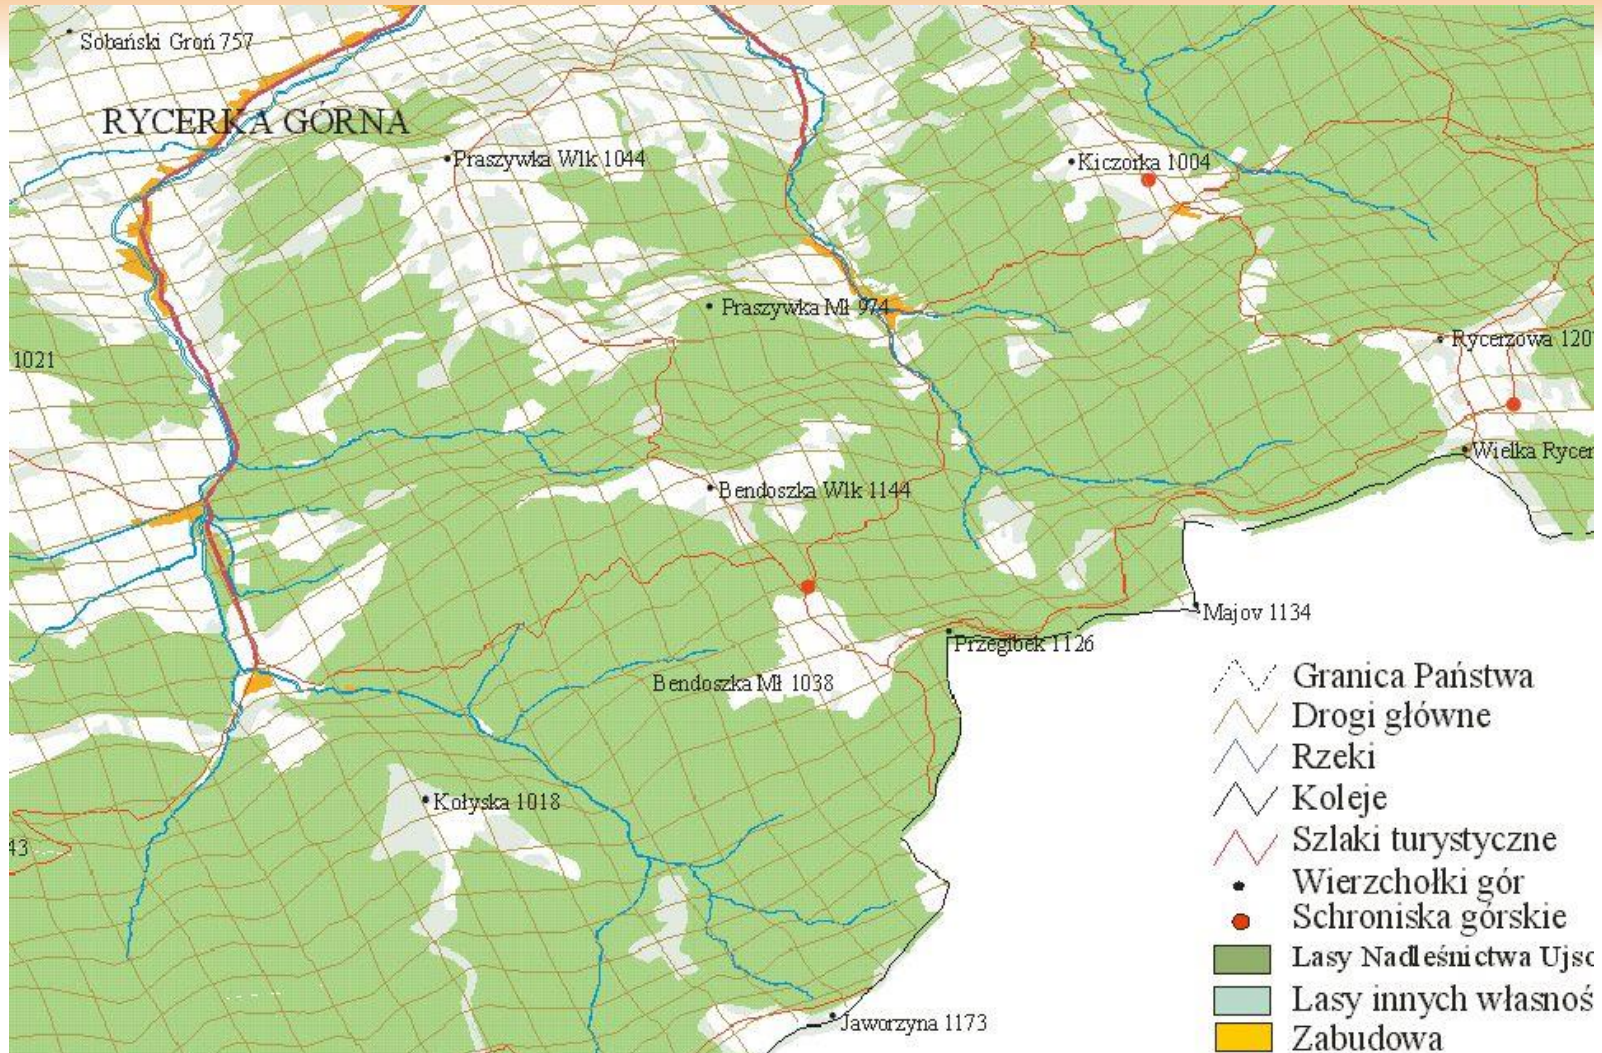 Sobański Groń 757
RYCERKA GÓRNA
Praszywka Wlk 1044
Kiczorka 1004
Praszywka Mł 974
1021
Rycerzowa 120
Wielka Rycer
Bendoszka Wlk 1144
Majov 1134
Przegibek 1126
Bendoszka Mł 1038
Kołyska 1018
43
Jaworzyna 1173
Granica Państwa
Drogi główne
Rzeki
Koleje
Szlaki turystyczne
Wierzchołki gór
Schroniska górskie
Lasy Nadleśnictwa Ujso
Lasy innych własnoś
Zabudowa